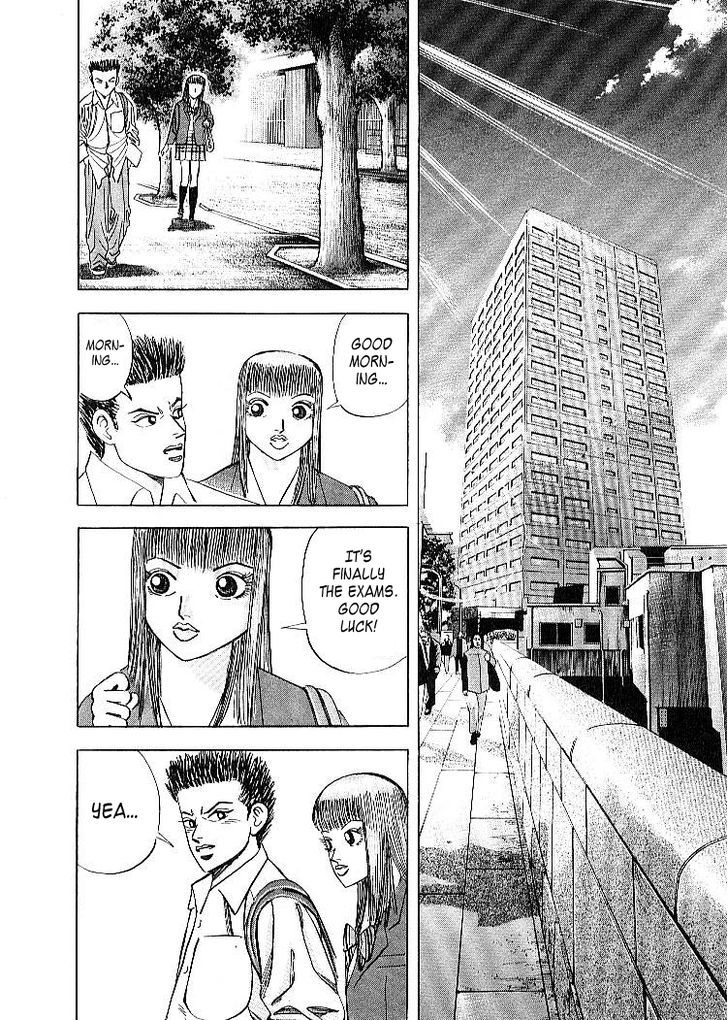 GOOD
MORN-
ING...
MORN-
ING...
IT'S
FINALLY
THE EXAMS.
GOOD
LUCK!
YEA...